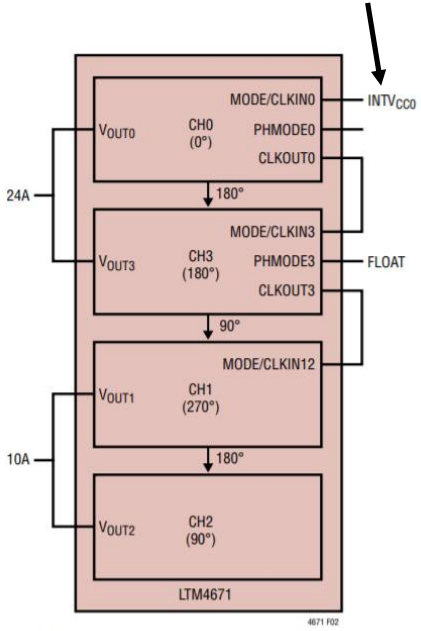 MODE/CLKIN0
INTVCC0
VOUT0
CH0
(0°)
PHMODE0
CLKOUT0
180°
24A
MODE/CLKIN3
VOUT3
CH3
(180°)
PHMODE3
FLOAT
CLKOUT3
90°
MODE/CLKIN12
VOUT1
CH1
(270°)
10A
180°
VOUT2
CH2
(90°)
LTM4671
4671 F02